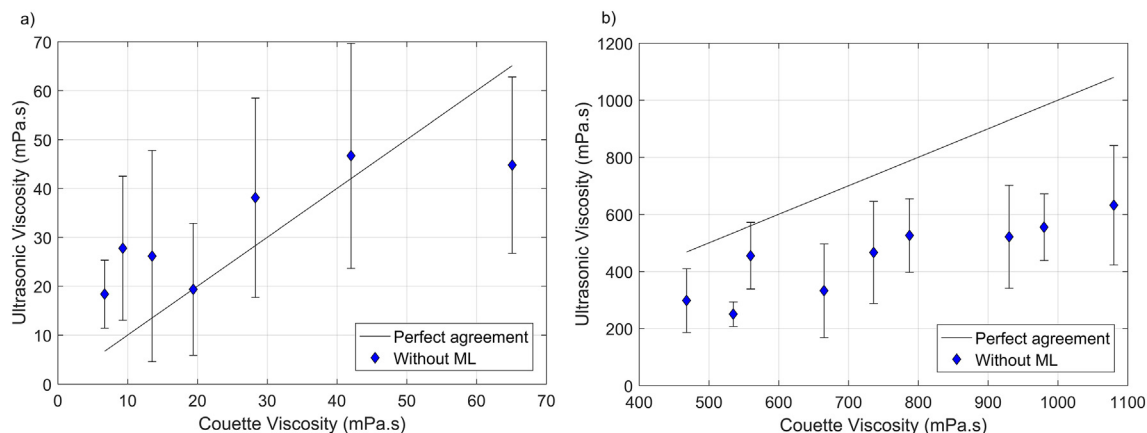 a)
70
60
50
40
30
20
10
0
Ultrasonic Viscosity (mPa.s)
Perfect agreement
Without ML
0 10 20 30 40 50 60 70
Couette Viscosity (mPa.s)
b)
1200
1000
800
600
400
200
0
Ultrasonic Viscosity (mPa.s)
Perfect agreement
Without ML
400 500 600 700 800 900 1000 1100
Couette Viscosity (mPa.s)